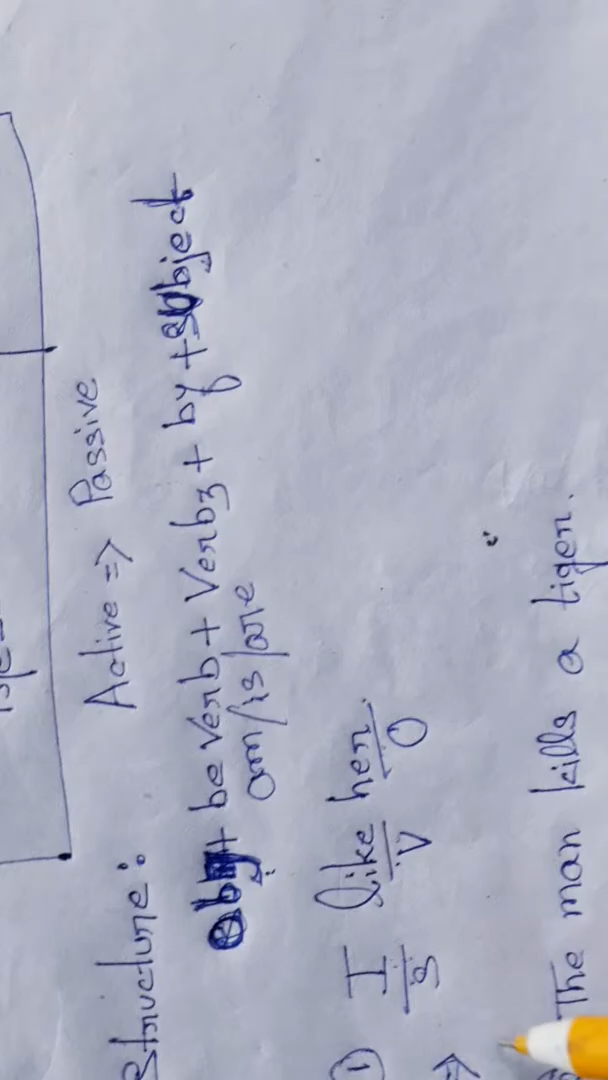 Active => Passive
Structure:
Obj + be Verb + Verb3 + by + Subject
am/is/are
① I like her.
S V O
=>
The man kills a tiger.